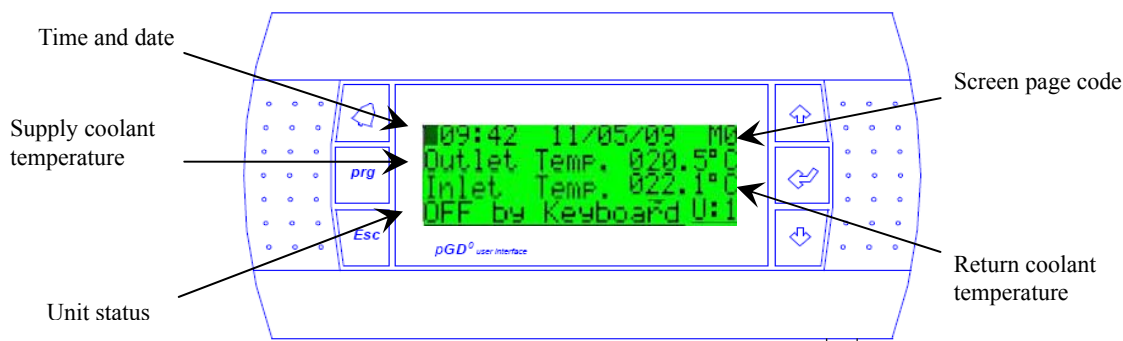 Time and date
Screen page code
Supply coolant
temperature
09:42 11/05/09 M0
Outlet Temp. 020.5°C
Inlet Temp. 022.1°C
OFF by Keyboard U:1
prg
Esc
pGD⁰ user interface
Unit status
Return coolant
temperature